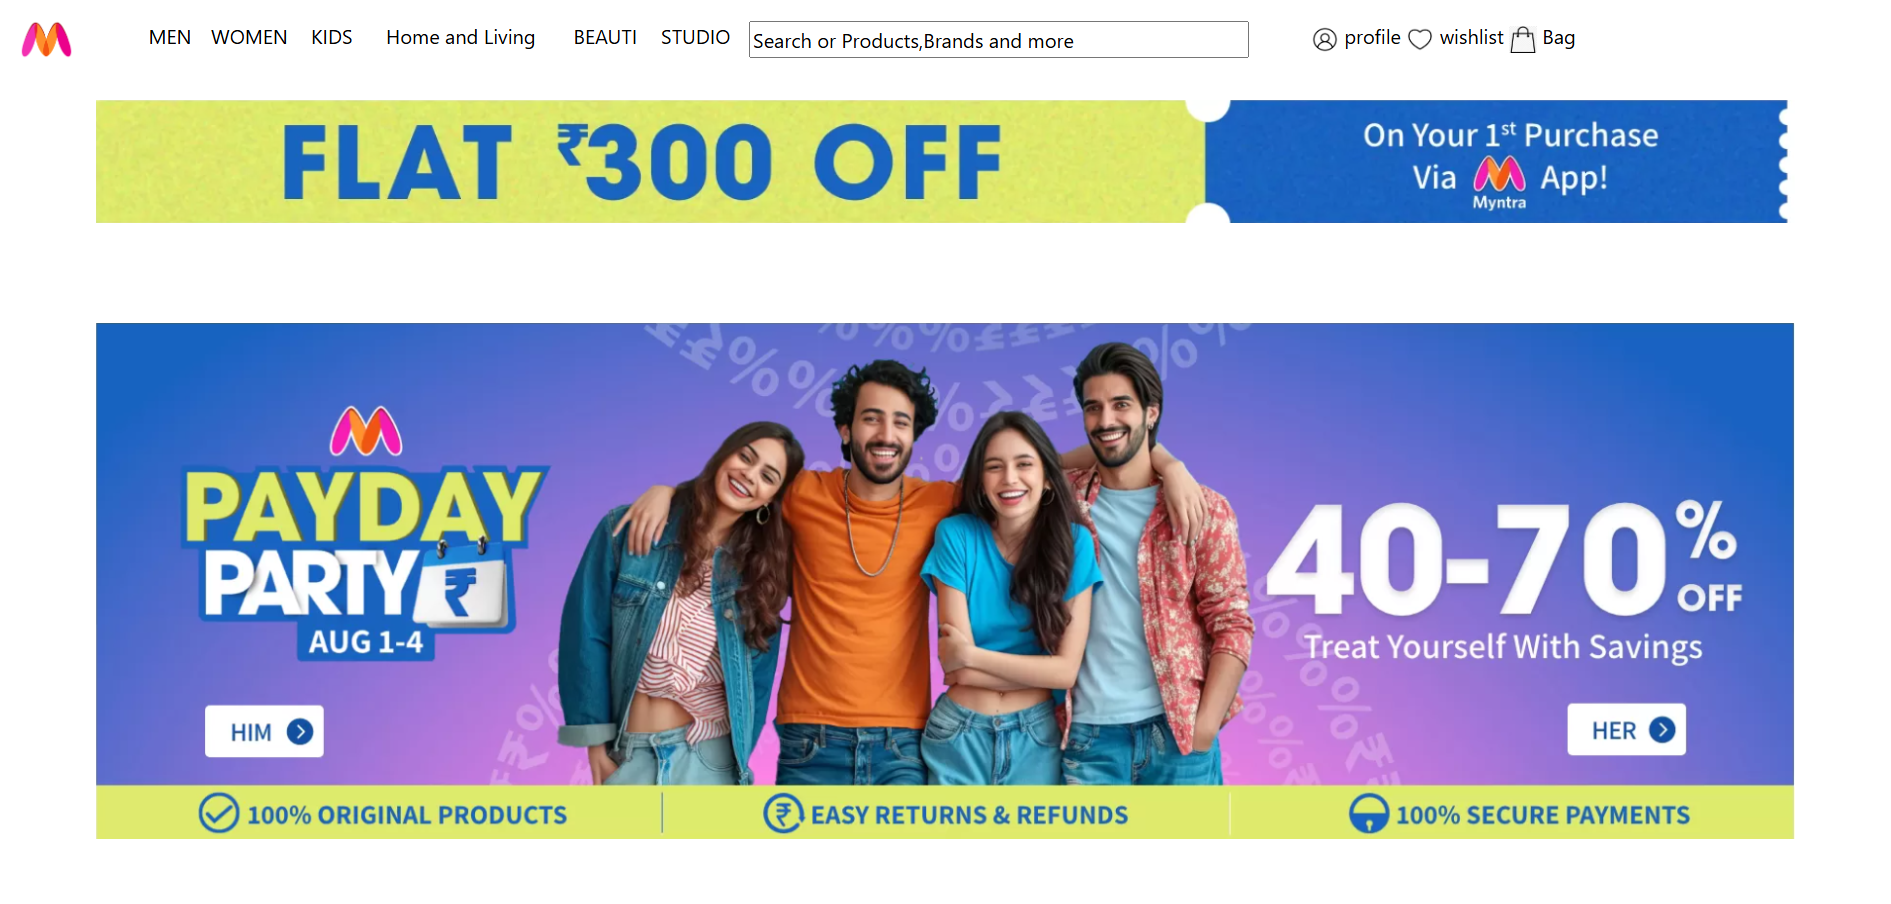 MEN WOMEN KIDS Home and Living BEAUTI STUDIO Search or Products,Brands and more profile wishlist Bag
FLAT ₹300 OFF
On Your 1st Purchase
Via App!
Myntra
PAYDAY
PARTY ₹
AUG 1-4
40-70% OFF
Treat Yourself With Savings
HIM
HER
100% ORIGINAL PRODUCTS
EASY RETURNS & REFUNDS
100% SECURE PAYMENTS